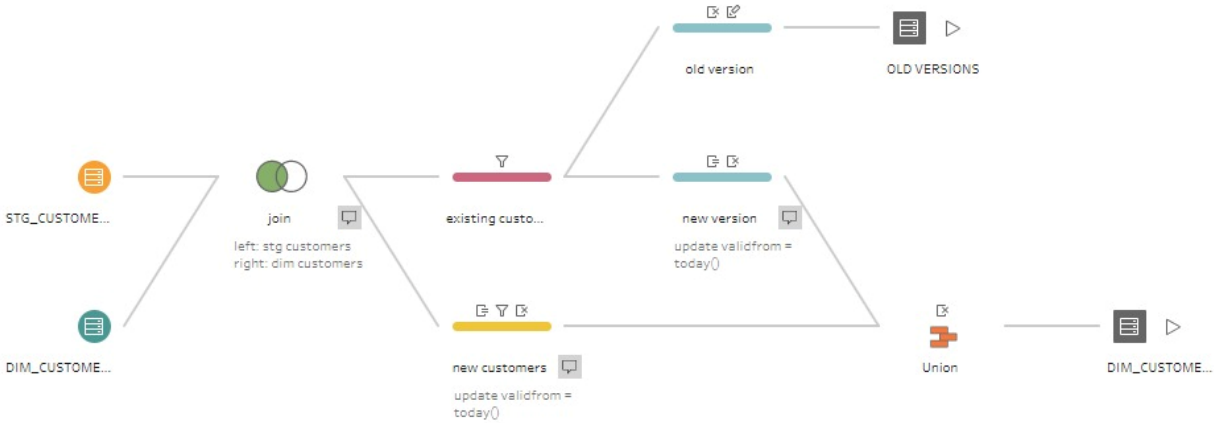 old version
OLD VERSIONS
STG_CUSTOME...
join
existing custo...
new version
left: stg customers
right: dim customers
update validfrom =
today()
DIM_CUSTOME...
new customers
Union
DIM_CUSTOME...
update validfrom =
today()